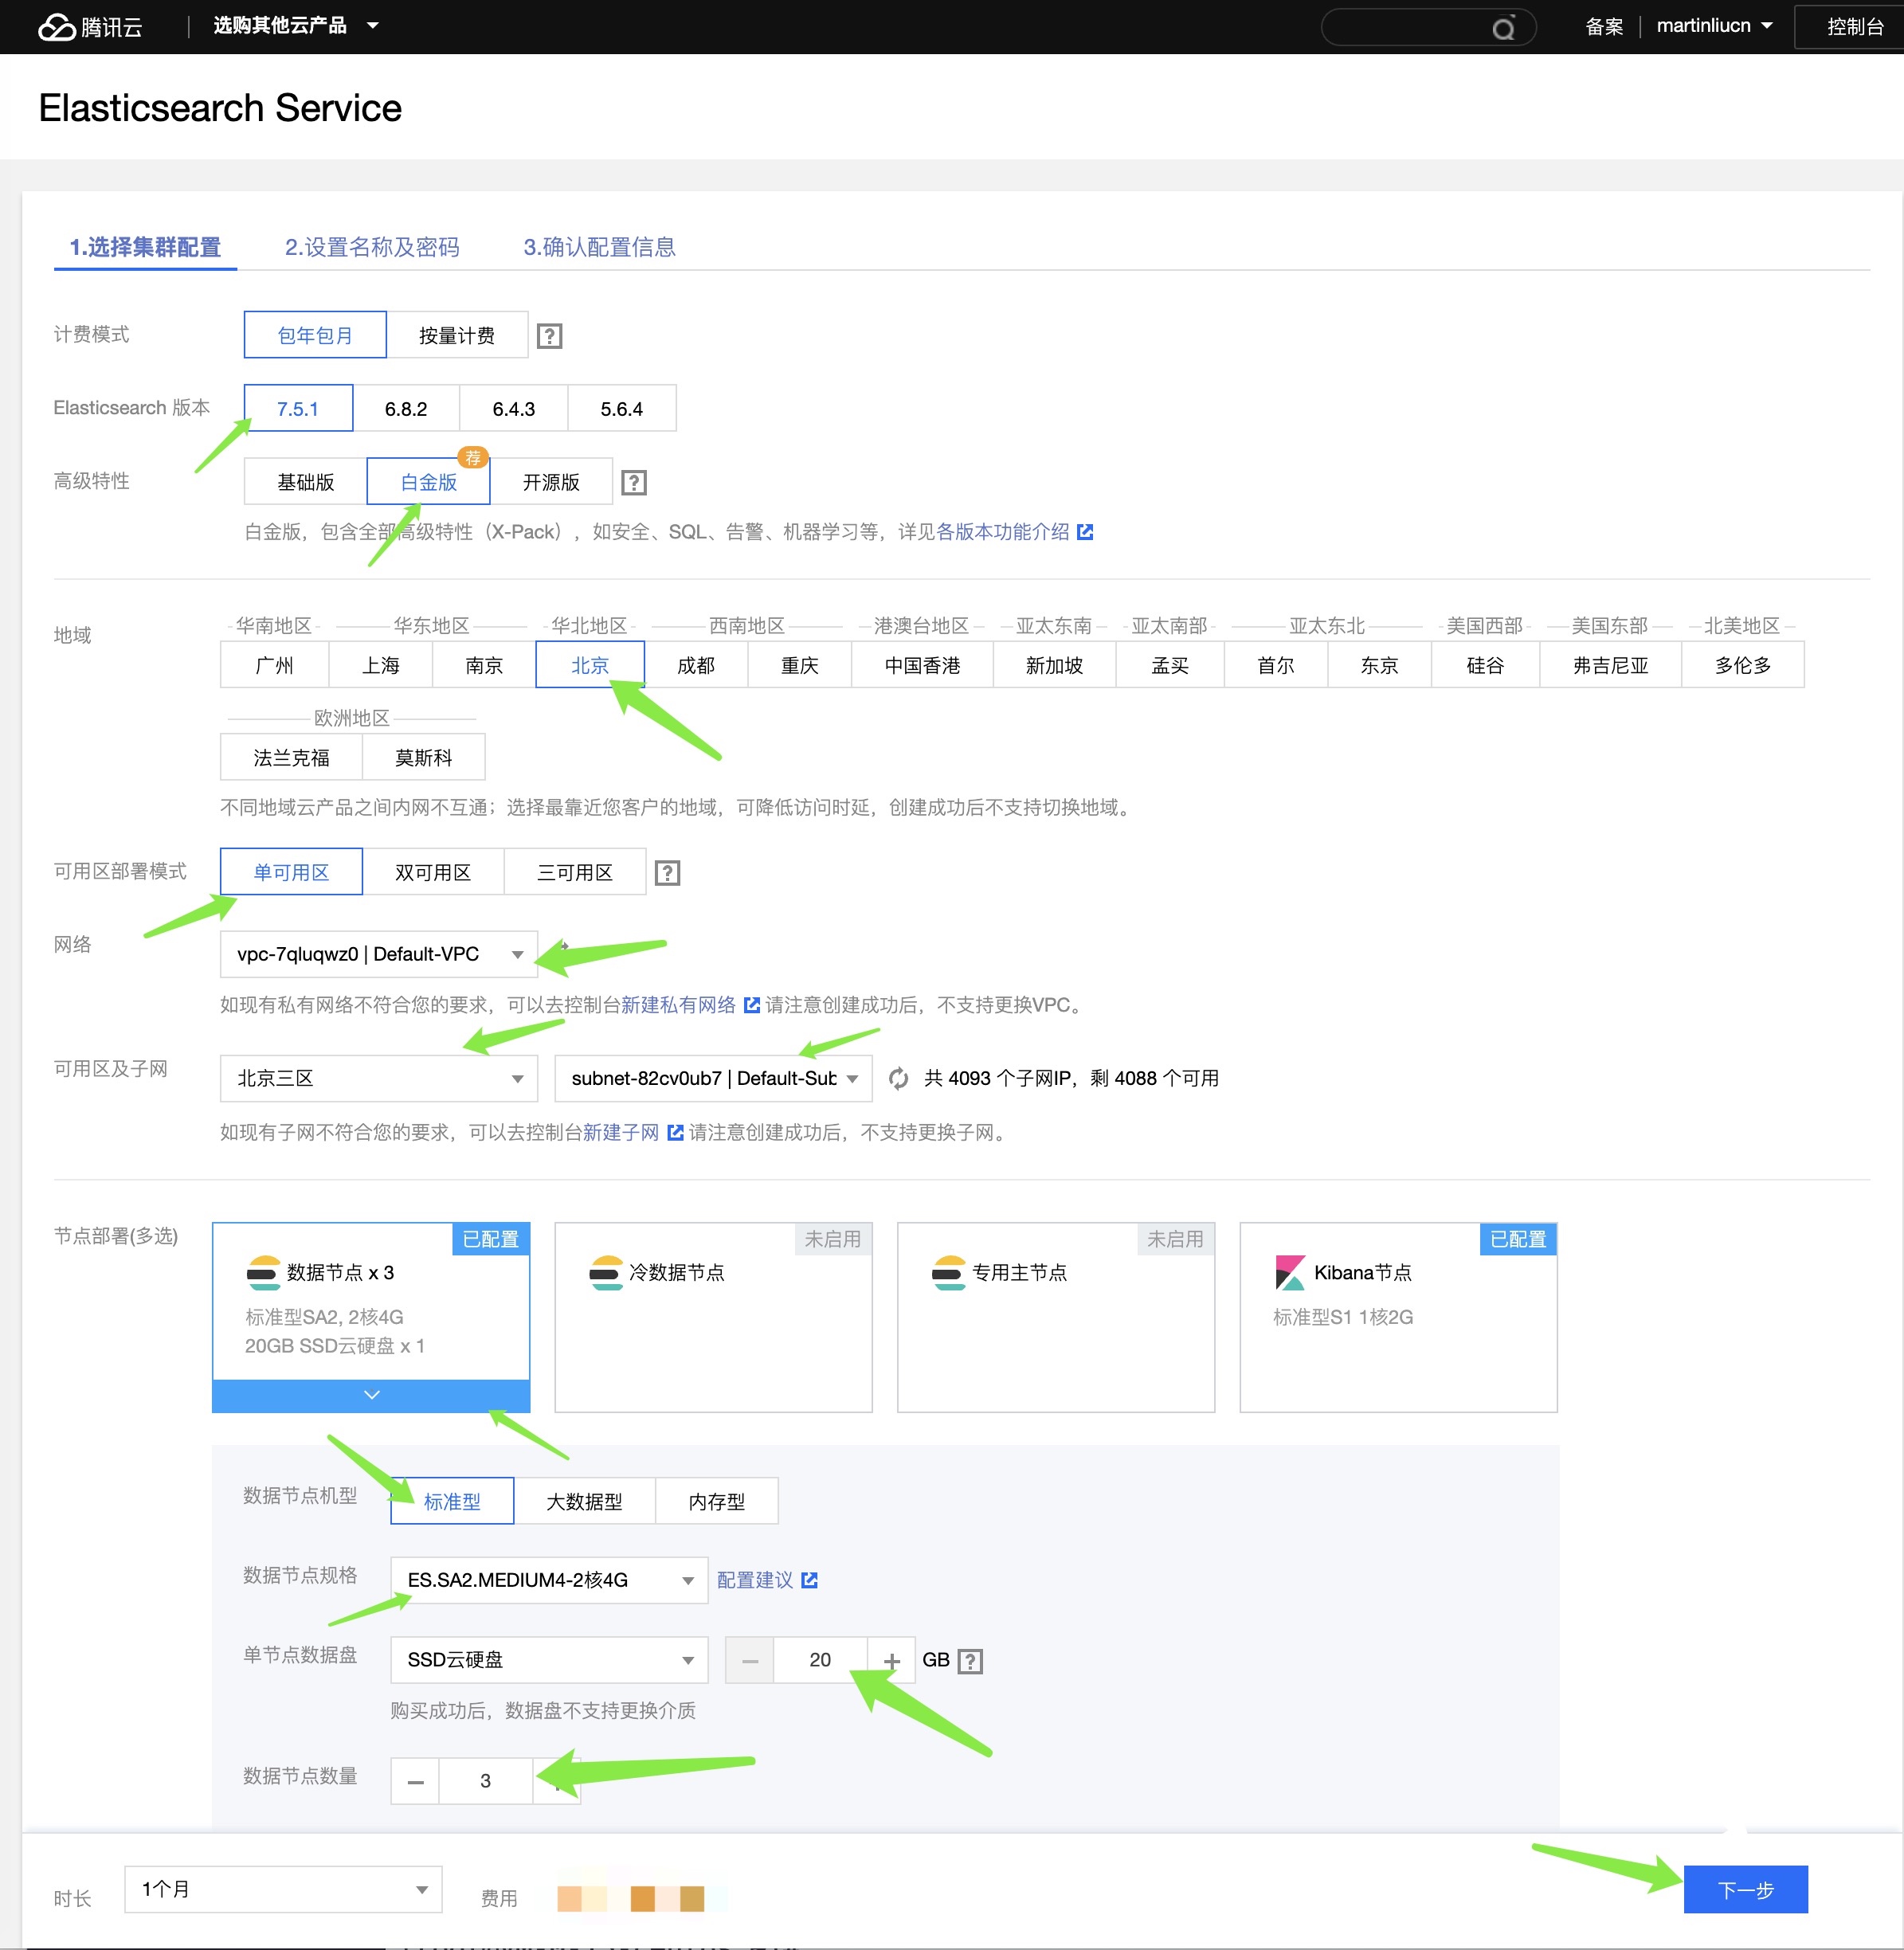 腾讯云 选购其他云产品 备案 martinliucn 控制台
Elasticsearch Service
1.选择集群配置 2.设置名称及密码 3.确认配置信息
计费模式 包年包月 按量计费 ?
Elasticsearch 版本 7.5.1 6.8.2 6.4.3 5.6.4
荐
高级特性 基础版 白金版 开源版 ?
白金版，包含全部高级特性（X-Pack），如安全、SQL、告警、机器学习等，详见各版本功能介绍
华南地区 华东地区 华北地区 西南地区 港澳台地区 亚太东南 亚太南部 亚太东北 美国西部 美国东部 北美地区
地域
广州 上海 南京 北京 成都 重庆 中国香港 新加坡 孟买 首尔 东京 硅谷 弗吉尼亚 多伦多
欧洲地区
法兰克福 莫斯科
不同地域云产品之间内网不互通；选择最靠近您客户的地域，可降低访问时延，创建成功后不支持切换地域。
可用区部署模式 单可用区 双可用区 三可用区 ?
网络 vpc-7qluqwz0 | Default-VPC
如现有私有网络不符合您的要求，可以去控制台新建私有网络 请注意创建成功后，不支持更换VPC。
可用区及子网 北京三区 subnet-82cv0ub7 | Default-Sub 共 4093 个子网IP，剩 4088 个可用
如现有子网不符合您的要求，可以去控制台新建子网 请注意创建成功后，不支持更换子网。
节点部署(多选) 已配置 未启用 未启用 已配置
数据节点 x 3 冷数据节点 专用主节点 Kibana节点
标准型SA2, 2核4G 标准型S1 1核2G
20GB SSD云硬盘 x 1
数据节点机型 标准型 大数据型 内存型
数据节点规格 ES.SA2.MEDIUM4-2核4G 配置建议
单节点数据盘 SSD云硬盘 20 GB ?
购买成功后，数据盘不支持更换介质
数据节点数量 3
时长 1个月 费用 下一步